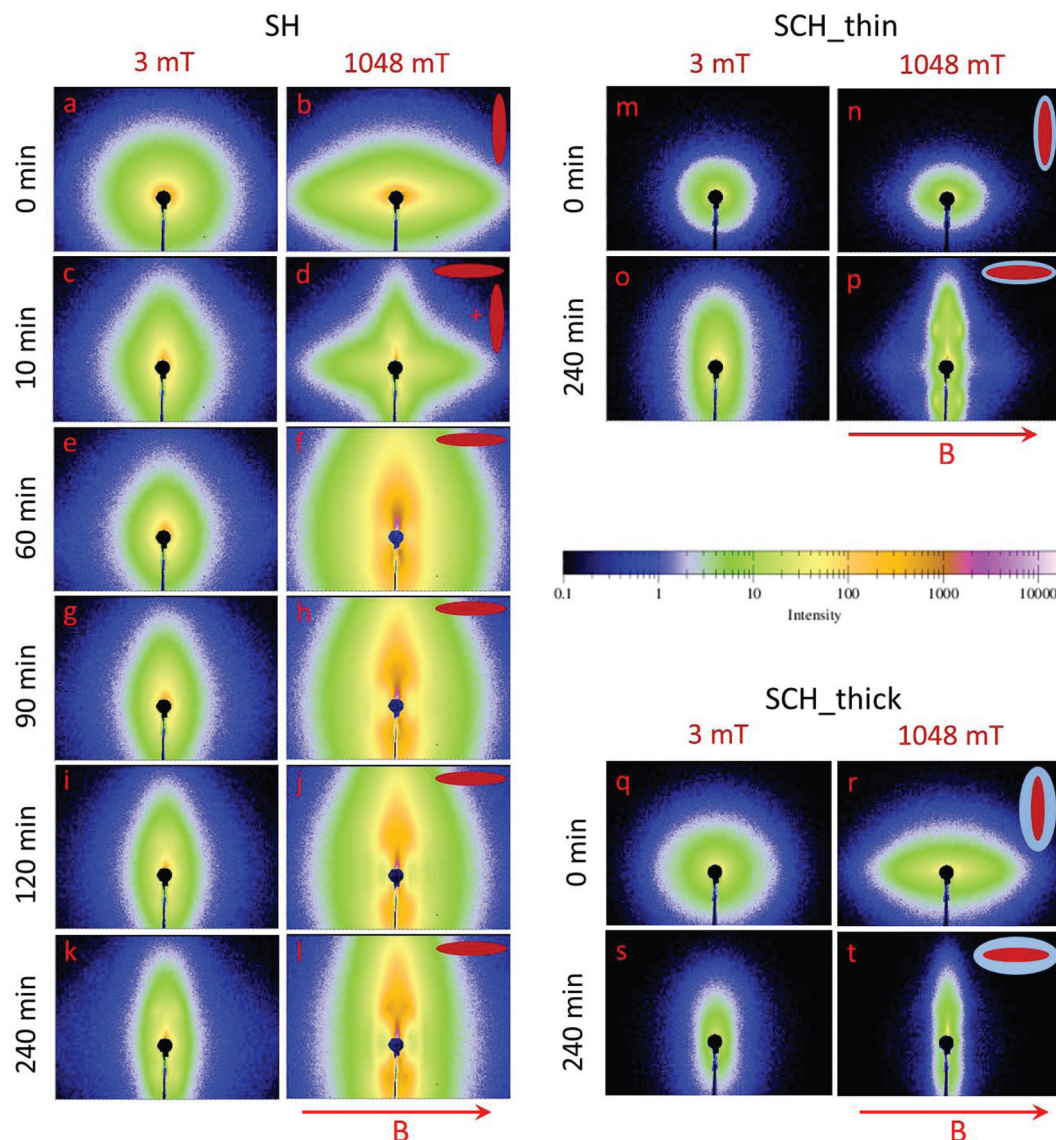 SH
3 mT 1048 mT
0 min
a b
10 min
c d
+
60 min
e f
90 min
g h
120 min
i j
240 min
k l
B
SCH_thin
3 mT 1048 mT
0 min
m n
240 min
o p
B
0.1 1 10 100 1000 10000
Intensity
SCH_thick
3 mT 1048 mT
0 min
q r
240 min
s t
B